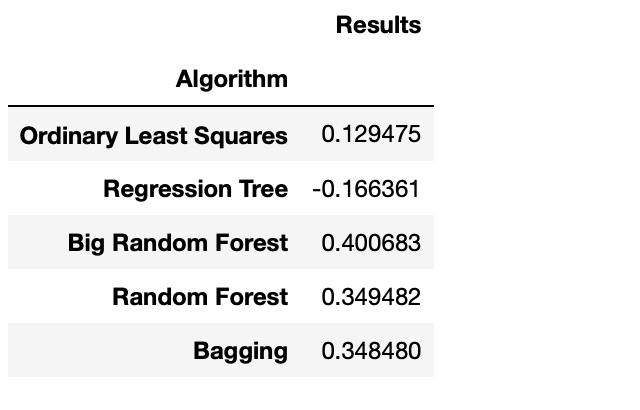 Results
Algorithm
Ordinary Least Squares 0.129475
Regression Tree -0.166361
Big Random Forest 0.400683
Random Forest 0.349482
Bagging 0.348480